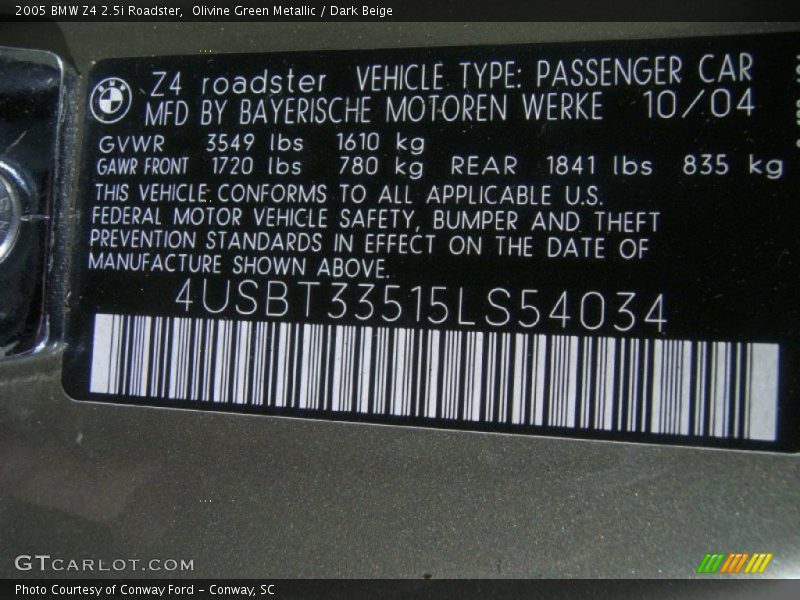 2005 BMW Z4 2.5i Roadster,  Olivine Green Metallic / Dark Beige
Z4 roadster VEHICLE TYPE: PASSENGER CAR
MFD BY BAYERISCHE MOTOREN WERKE 10/04
GVWR 3549 lbs 1610 kg
GAWR FRONT 1720 lbs 780 kg REAR 1841 lbs 835 kg
THIS VEHICLE CONFORMS TO ALL APPLICABLE U.S.
FEDERAL MOTOR VEHICLE SAFETY, BUMPER AND THEFT
PREVENTION STANDARDS IN EFFECT ON THE DATE OF
MANUFACTURE SHOWN ABOVE.
4USBT33515LS54034
GTCARLOT.COM
Photo Courtesy of Conway Ford – Conway, SC